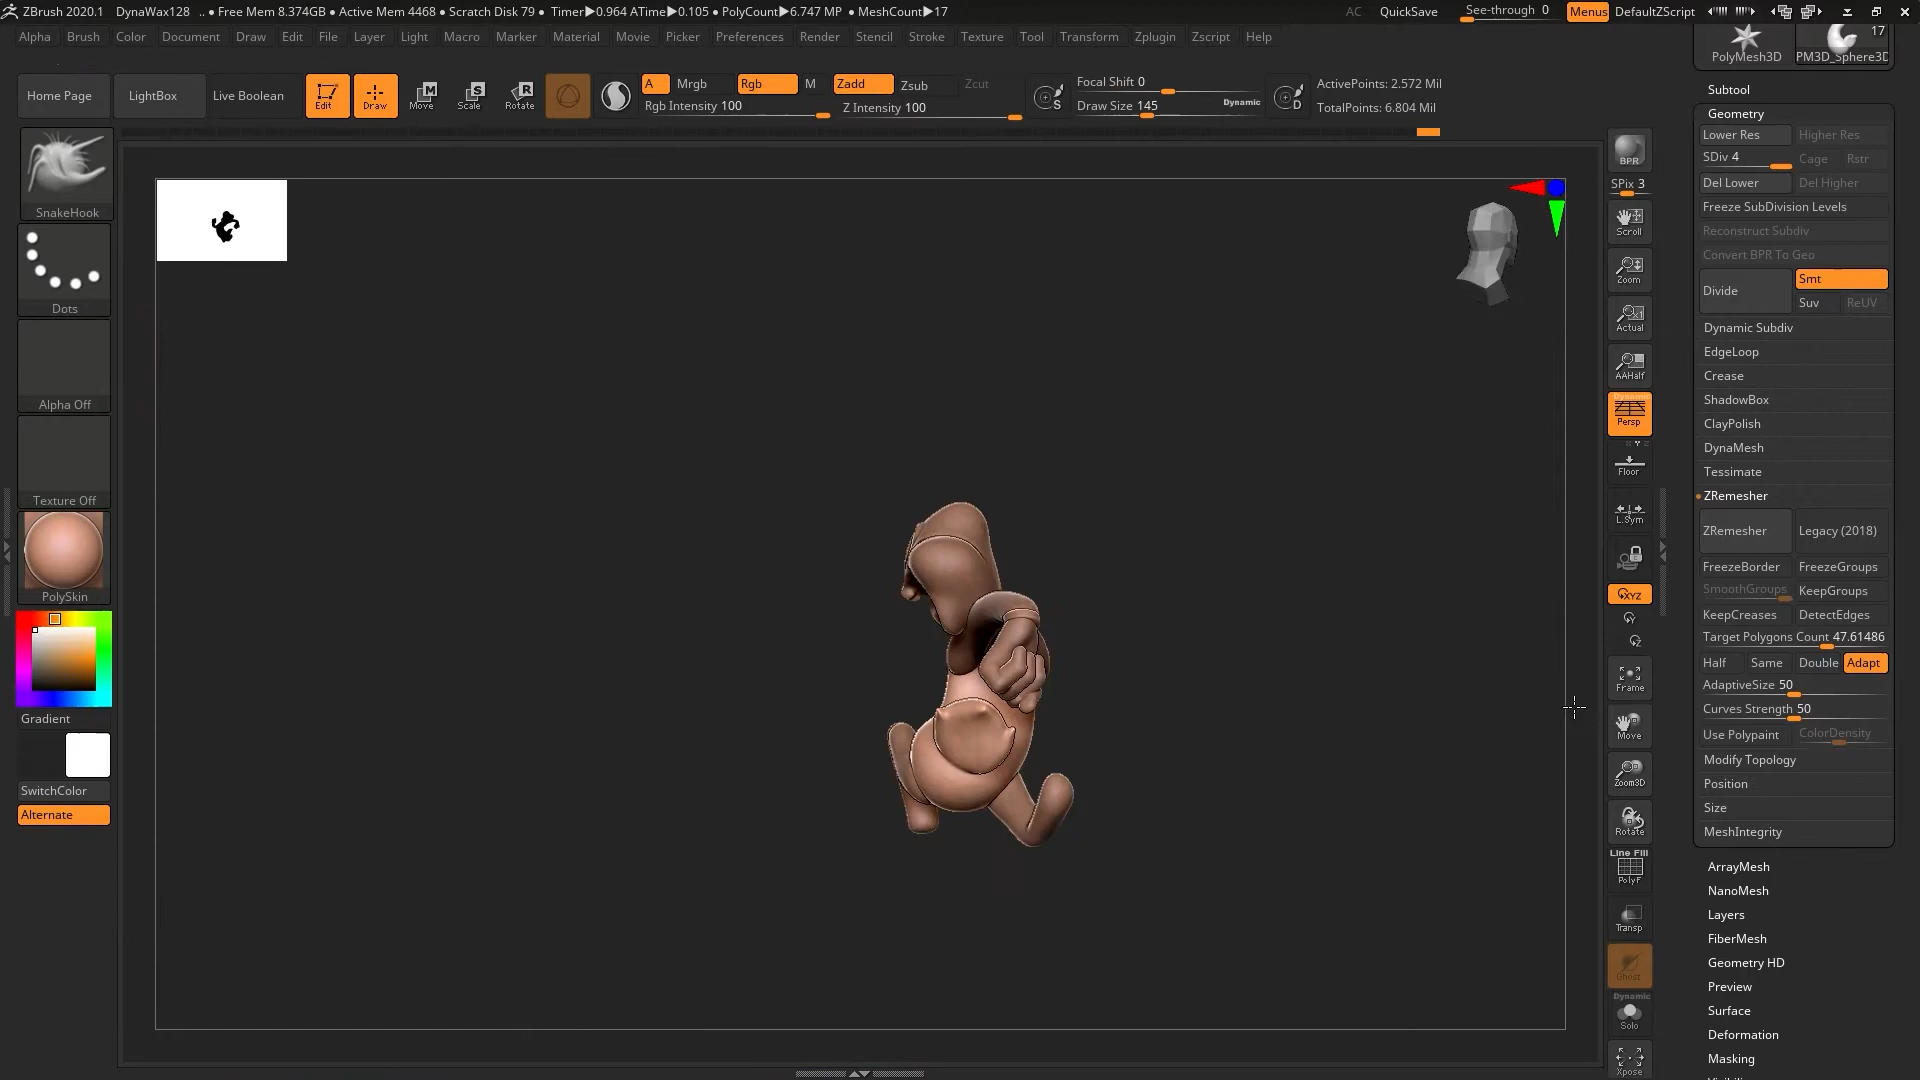 ZBrush 2020.1 DynaWax128 .. ● Free Mem 8.374GB ● Active Mem 4468 ● Scratch Disk 79 ● Timer▶0.964 ATime▶0.105 ● PolyCount▶6.747 MP ● MeshCount▶17 AC QuickSave See-through 0 Menus DefaultZScript
Alpha Brush Color Document Draw Edit File Layer Light Macro Marker Material Movie Picker Preferences Render Stencil Stroke Texture Tool Transform Zplugin Zscript Help
Home Page LightBox Live Boolean Edit Draw Move Scale Rotate
A Mrgb Rgb M Zadd Zsub Zcut
Rgb Intensity 100 Z Intensity 100
S Focal Shift 0
Draw Size 145 Dynamic D
ActivePoints: 2.572 Mil
TotalPoints: 6.804 Mil
SnakeHook
Dots
Alpha Off
Texture Off
PolySkin
Gradient
SwitchColor
Alternate
BPR
SPix 3
Scroll
Zoom
Actual
AAHalf
Dynamic
Persp
Floor
L.Sym
XYZ
Y
Z
Frame
Move
Zoom3D
Rotate
Line Fill
PolyF
Transp
Ghost
Dynamic
Solo
Xpose
17
PolyMesh3D PM3D_Sphere3D
Subtool
Geometry
Lower Res Higher Res
SDiv 4 Cage Rstr
Del Lower Del Higher
Freeze SubDivision Levels
Reconstruct Subdiv
Convert BPR To Geo
Divide Smt
Suv ReUV
Dynamic Subdiv
EdgeLoop
Crease
ShadowBox
ClayPolish
DynaMesh
Tessimate
ZRemesher
ZRemesher Legacy (2018)
FreezeBorder FreezeGroups
SmoothGroups KeepGroups
KeepCreases DetectEdges
Target Polygons Count 47.61486
Half Same Double Adapt
AdaptiveSize 50
Curves Strength 50
Use Polypaint ColorDensity
Modify Topology
Position
Size
MeshIntegrity
ArrayMesh
NanoMesh
Layers
FiberMesh
Geometry HD
Preview
Surface
Deformation
Masking